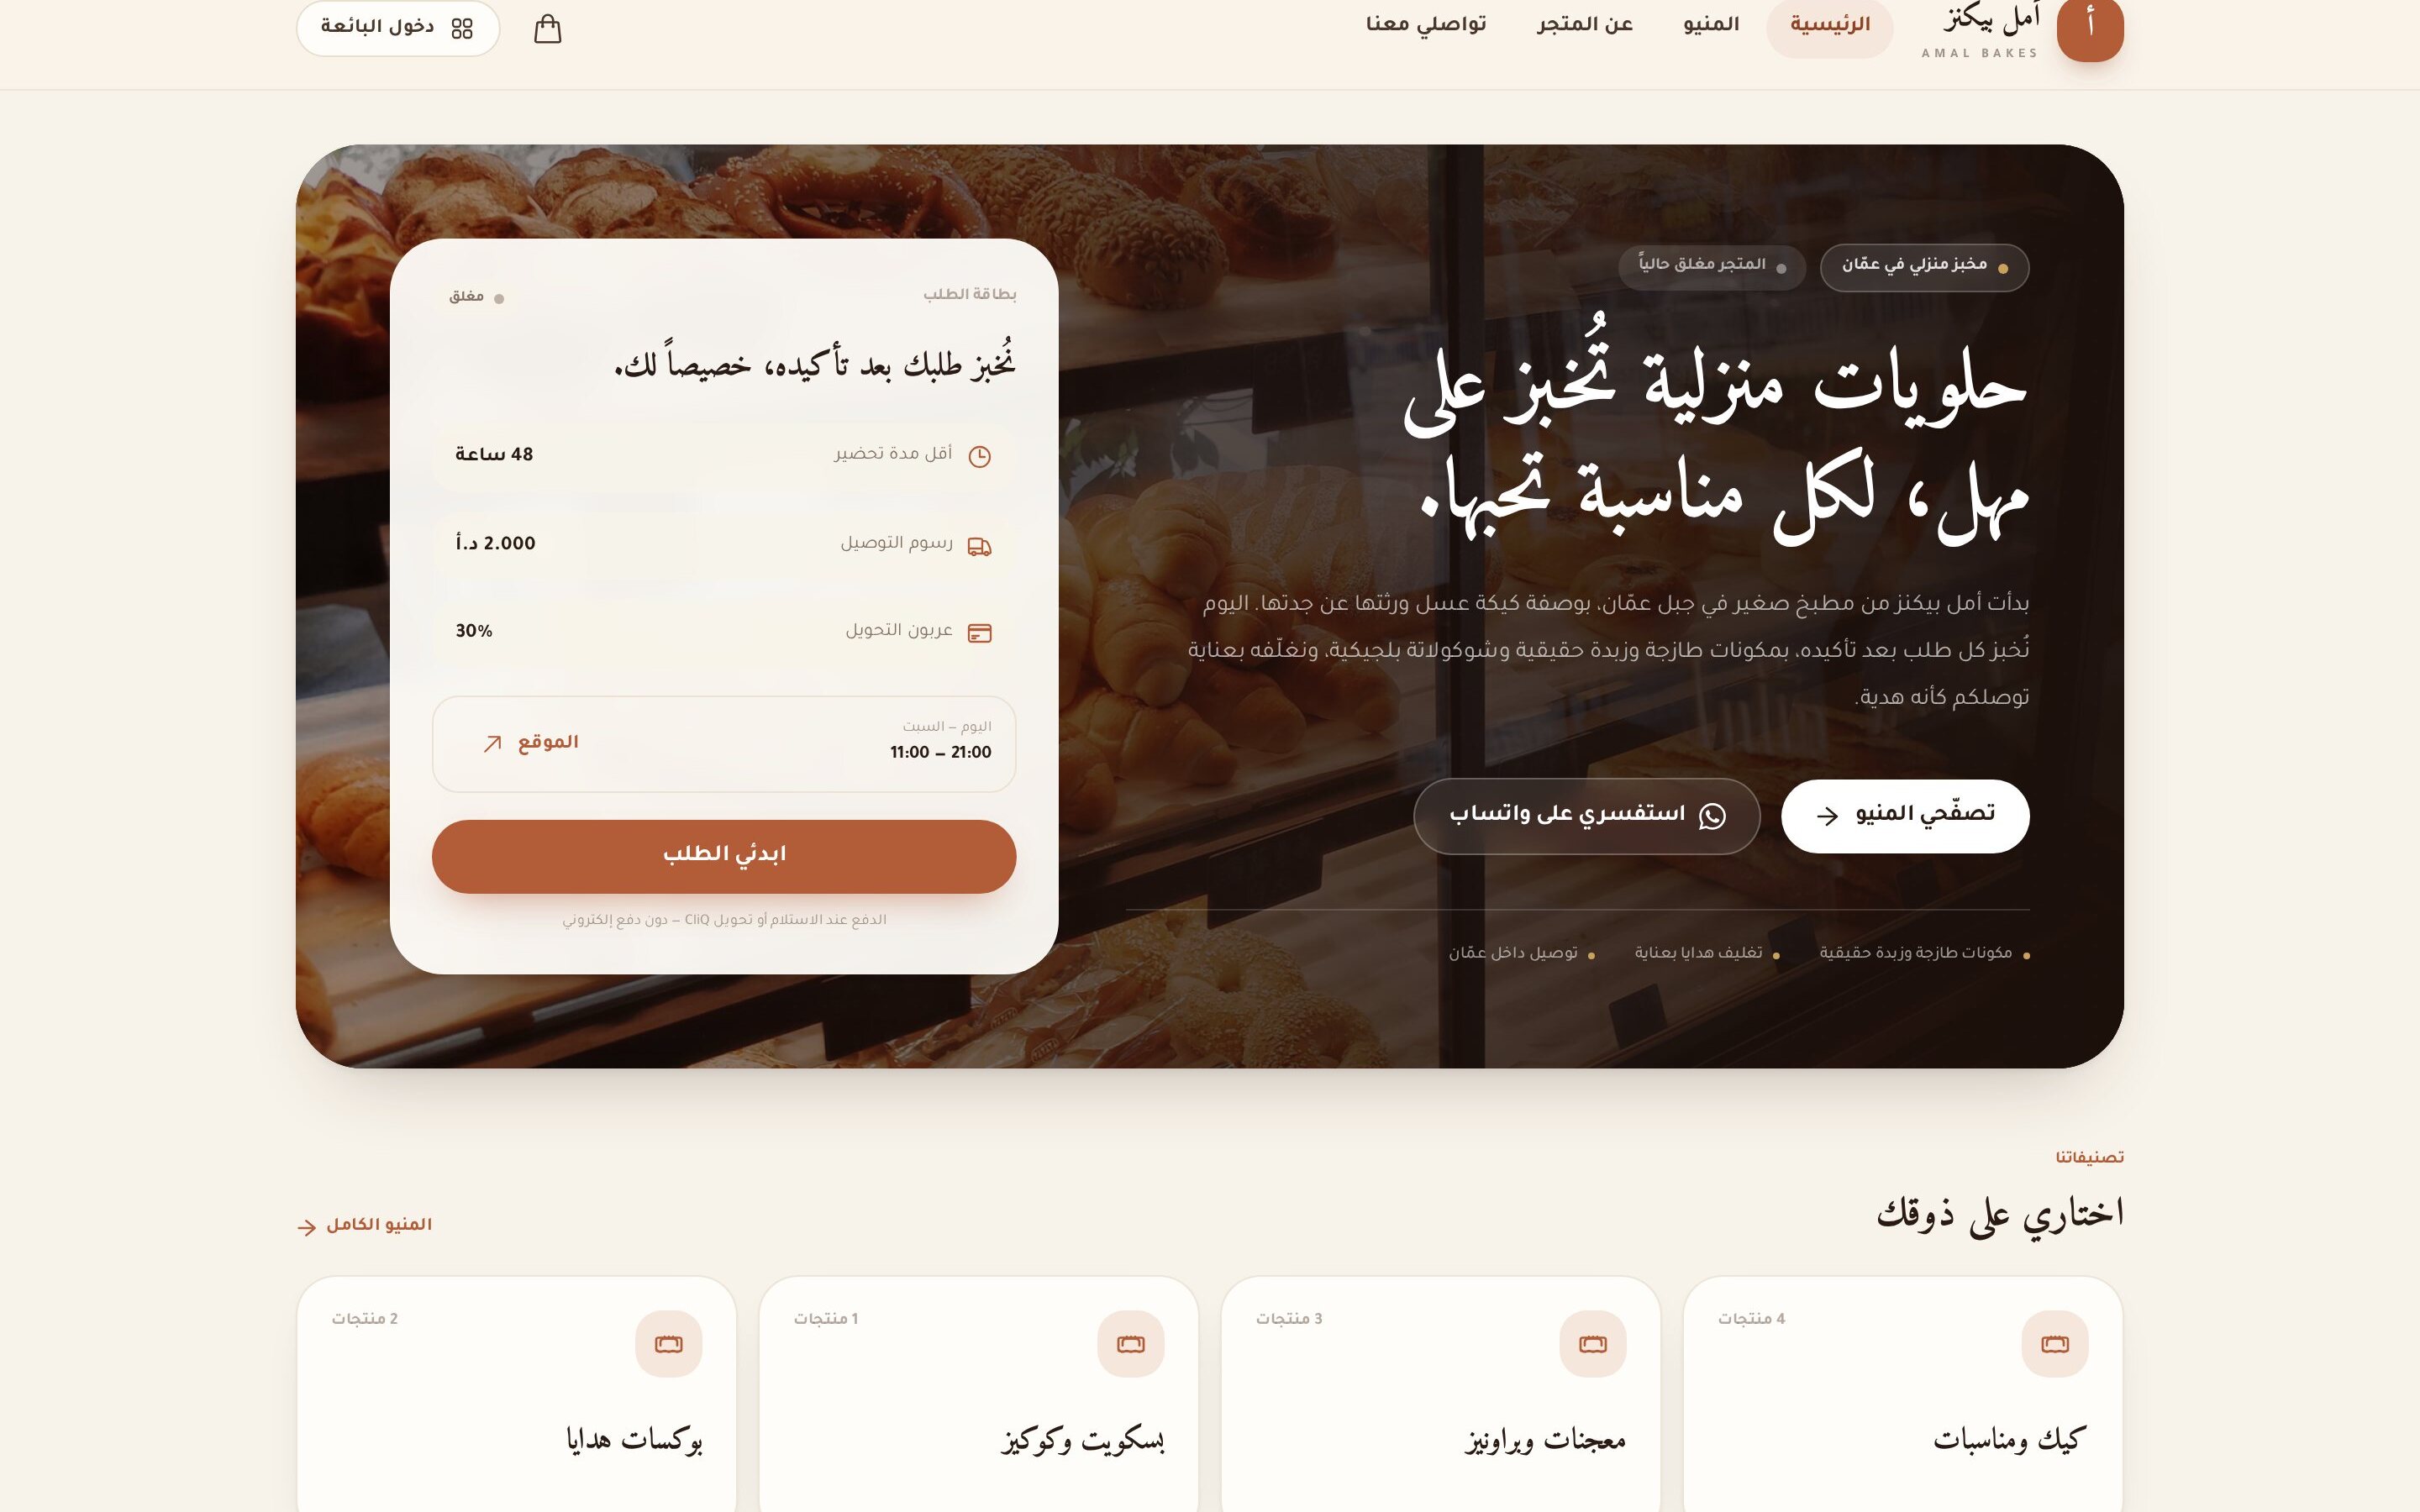 أ
أمل بيكنز
AMAL BAKES
الرئيسية
المنيو
عن المتجر
تواصلي معنا
دخول البائعة
مخبز منزلي في عمّان
المتجر مغلق حالياً
حلويات منزلية تُخبز على
مهل، لكل مناسبة تحبها.
بدأت أمل بيكنز من مطبخ صغير في جبل عمّان، بوصفة كيكة عسل ورثتها عن جدتها. اليوم
نُخبز كل طلب بعد تأكيده، بمكونات طازجة وزبدة حقيقية وشوكولاتة بلجيكية، ونغلّفه بعناية
توصلكم كأنه هدية.
تصفّحي المنيو
استفسري على واتساب
مكونات طازجة وزبدة حقيقية
تغليف هدايا بعناية
توصيل داخل عمّان
بطاقة الطلب
مغلق
نُخبز طلبك بعد تأكيده، خصيصاً لك.
أقل مدة تحضير
48 ساعة
رسوم التوصيل
2.000 د.أ
عربون التحويل
30%
اليوم – السبت
11:00 – 21:00
الموقع
ابدئي الطلب
الدفع عند الاستلام أو تحويل CliQ – دون دفع إلكتروني
تصنيفاتنا
اختاري على ذوقك
المنيو الكامل
4 منتجات
كيك ومناسبات
3 منتجات
معجنات وبراونيز
1 منتجات
بسكويت وكوكيز
2 منتجات
بوكسات هدايا